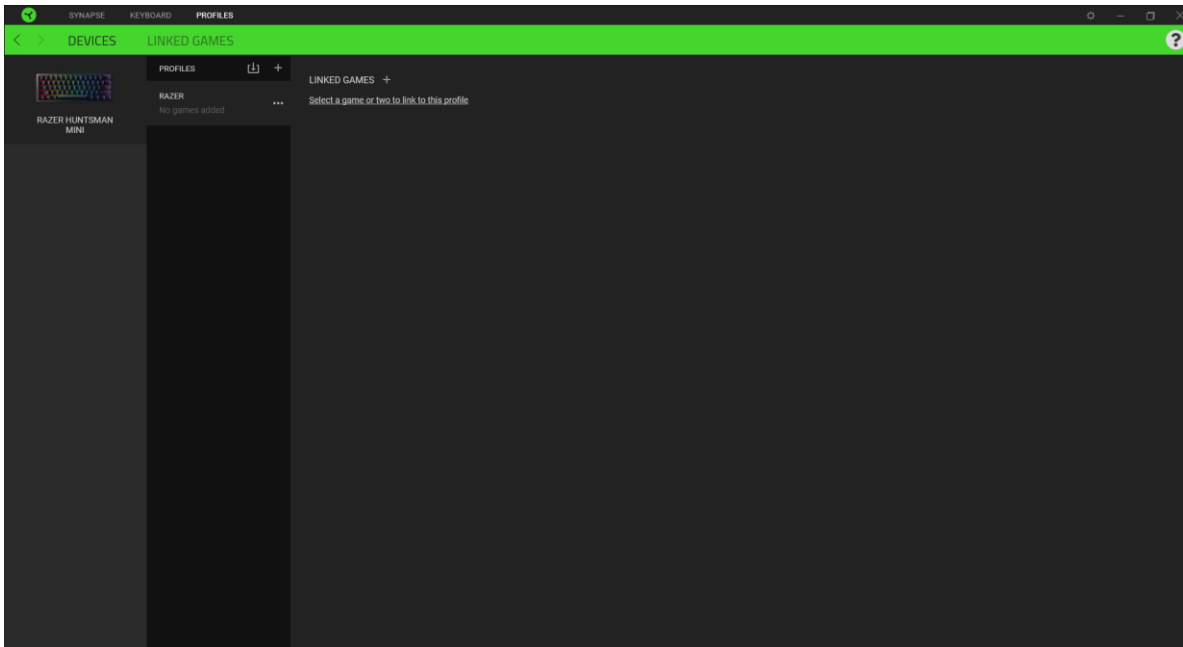 SYNAPSE KEYBOARD PROFILES
DEVICES LINKED GAMES ?
RAZER HUNTSMAN
MINI
PROFILES
RAZER
No games added
LINKED GAMES
Select a game or two to link to this profile